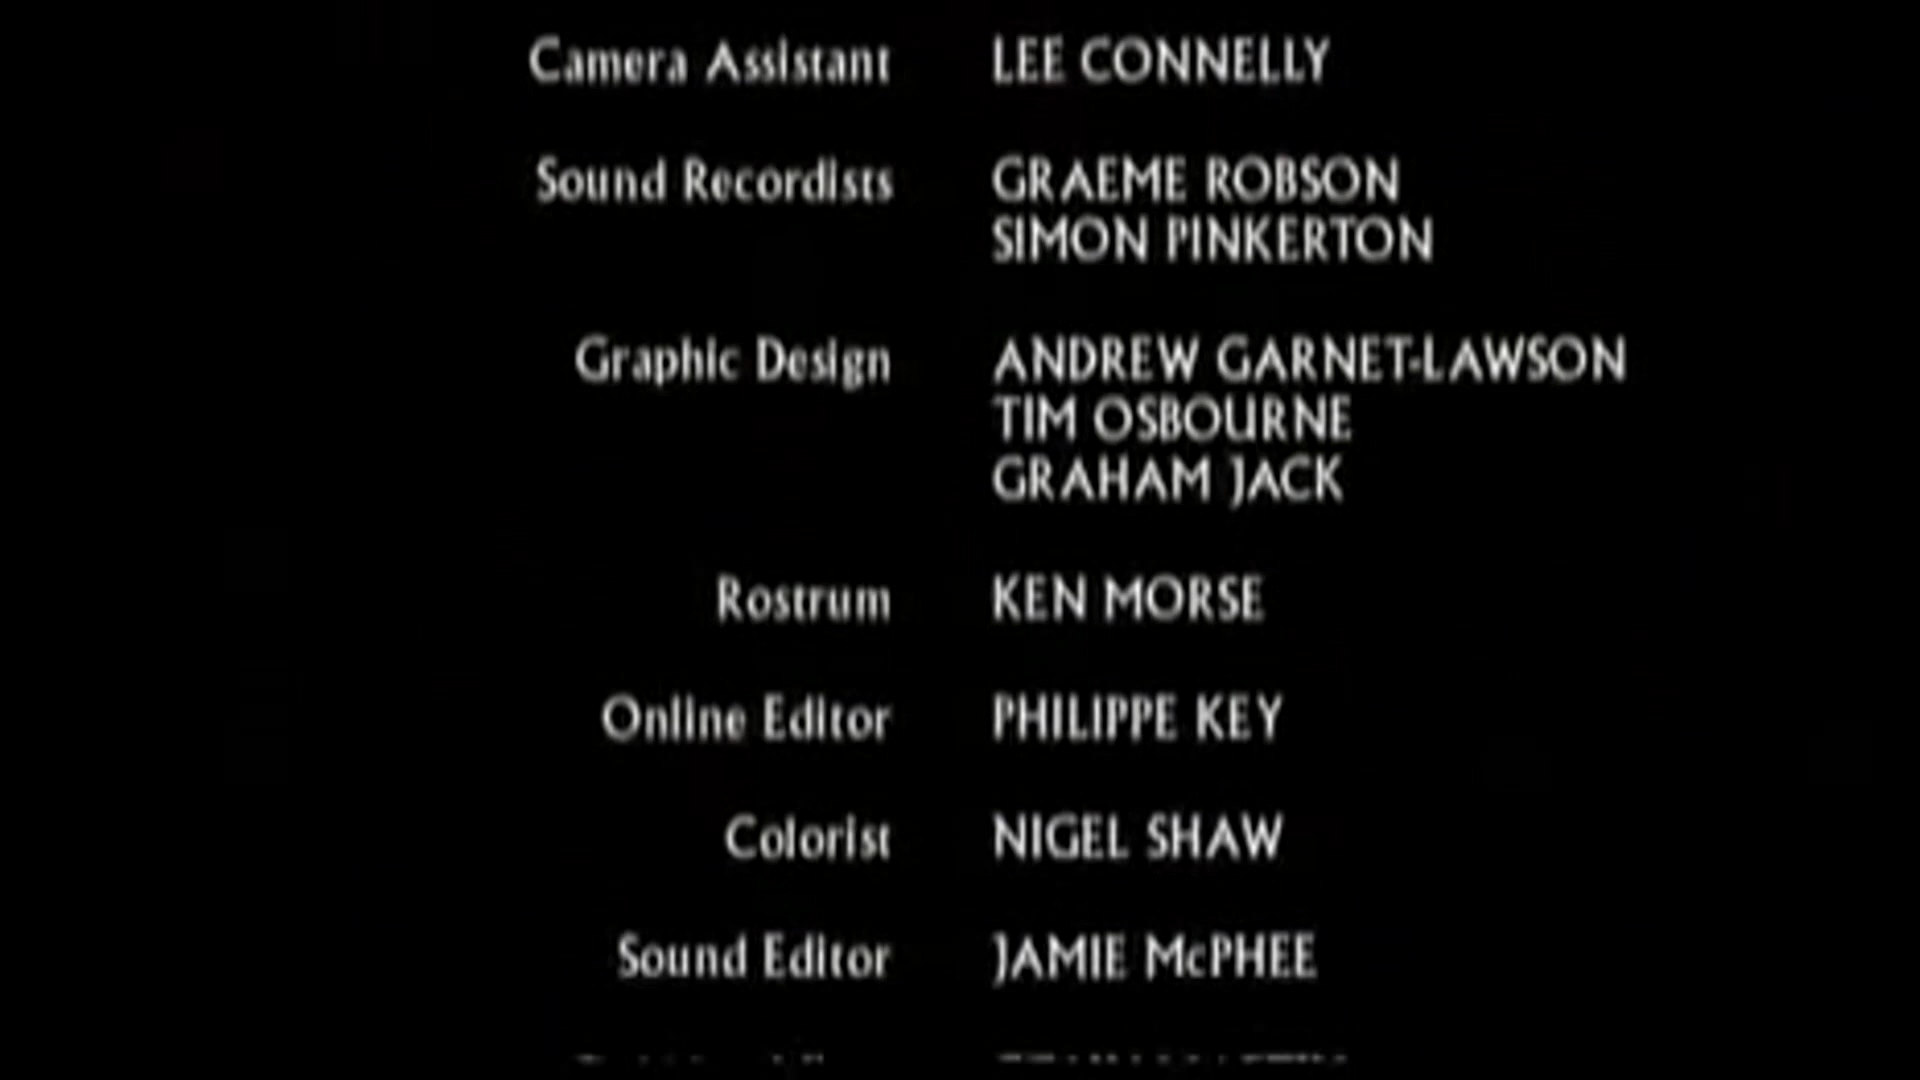 Camera Assistant LEE CONNELLY
Sound Recordists GRAEME ROBSON
SIMON PINKERTON
Graphic Design ANDREW GARNET-LAWSON
TIM OSBOURNE
GRAHAM JACK
Rostrum KEN MORSE
Online Editor PHILIPPE KEY
Colorist NIGEL SHAW
Sound Editor JAMIE McPHEE